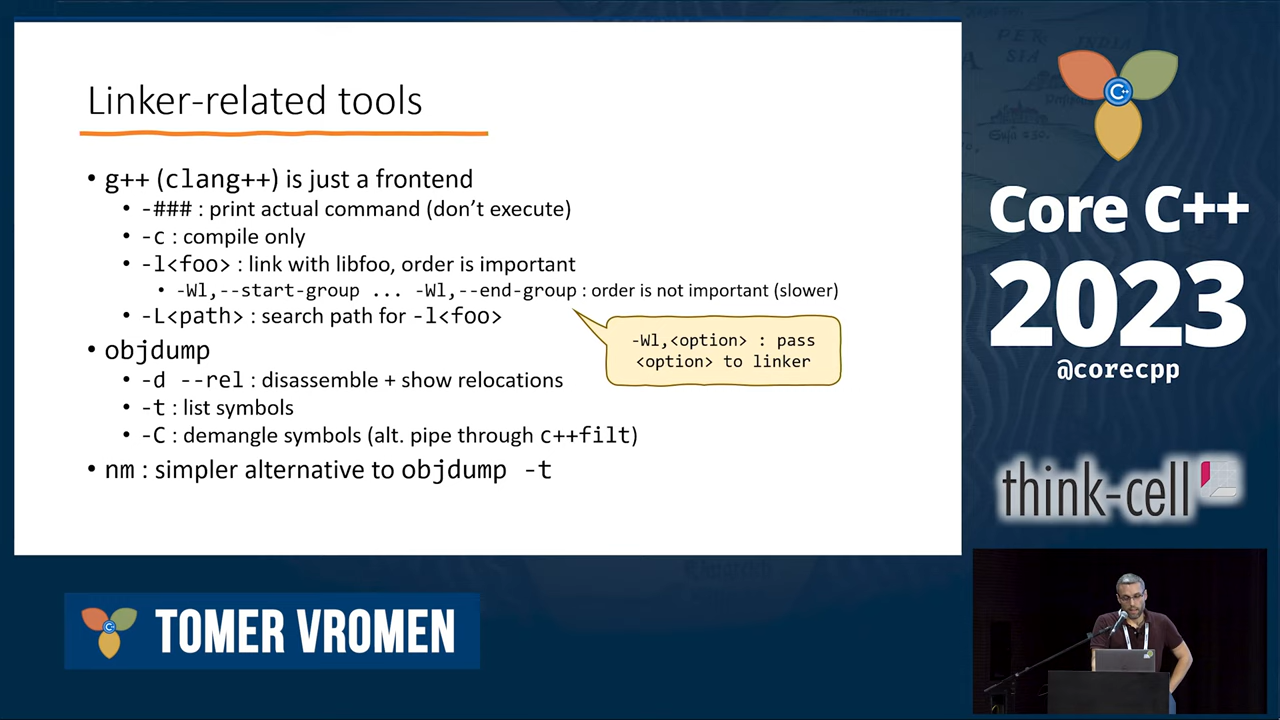 Linker-related tools
• g++ (clang++) is just a frontend
• -### : print actual command (don’t execute)
• -c : compile only
• -l<foo> : link with libfoo, order is important
• -Wl,--start-group ... -Wl,--end-group : order is not important (slower)
• -L<path> : search path for -l<foo>
-Wl,<option> : pass
<option> to linker
• objdump
• -d --rel : disassemble + show relocations
• -t : list symbols
• -C : demangle symbols (alt. pipe through c++filt)
• nm : simpler alternative to objdump -t
PER
SIA
INDIA
C++
Core C++
2023
@corecpp
think-cell
C++
TOMER VROMEN